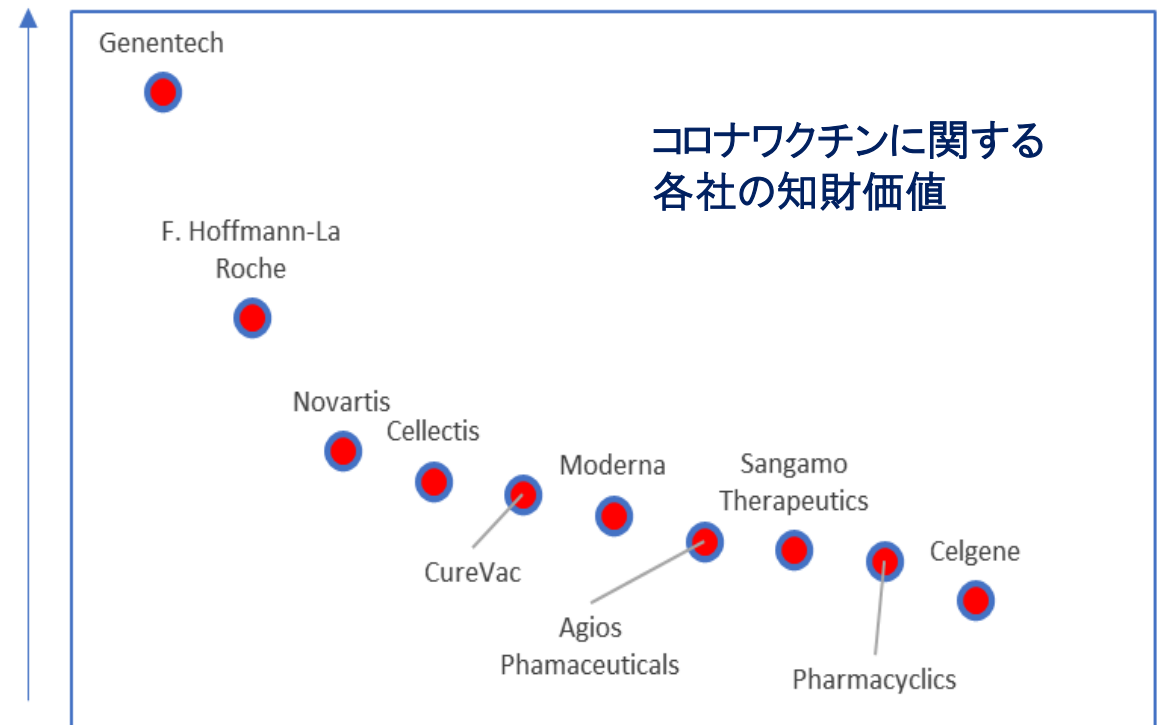 Genentech
コロナワクチンに関する
各社の知財価値
F. Hoffmann-La
Roche
Novartis
Cellectis
Moderna
Sangamo
Therapeutics
CureVac
Celgene
Agios
Phamaceuticals
Pharmacyclics